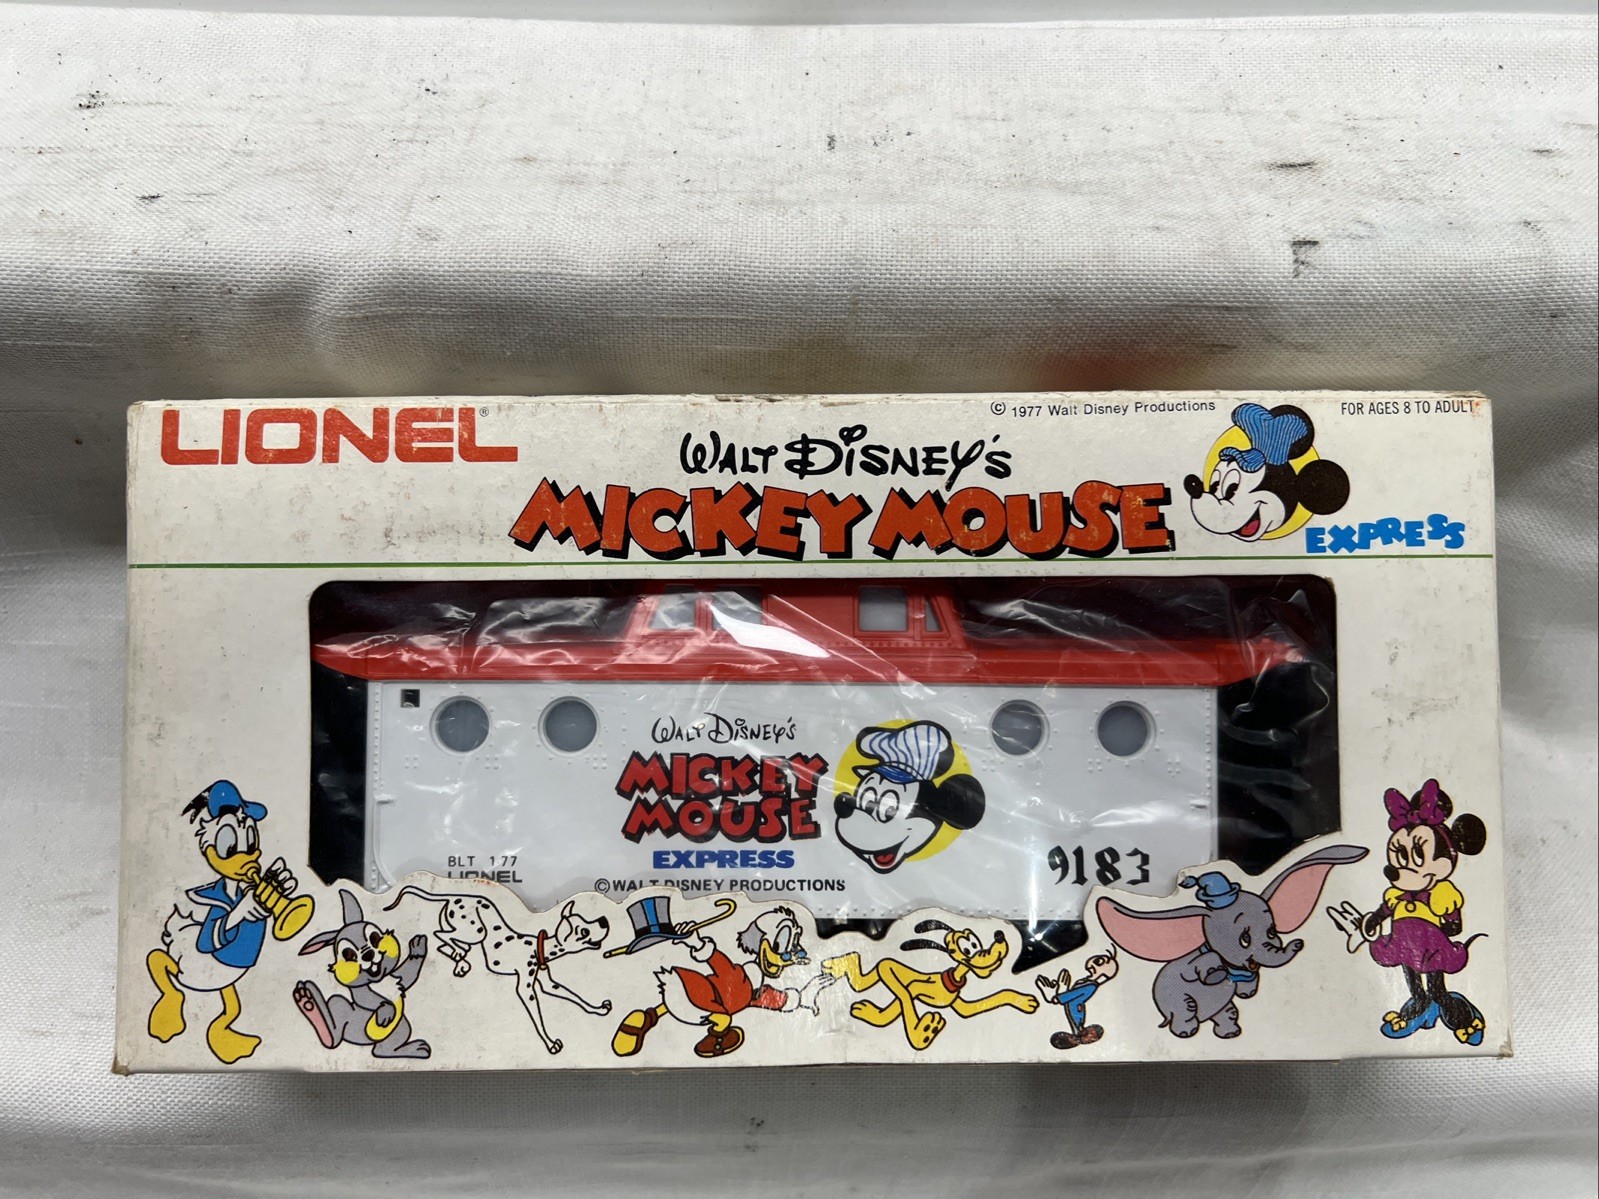 LIONEL®
© 1977 Walt Disney Productions
FOR AGES 8 TO ADULT
WALT DISNEY'S
MICKEY MOUSE
EXPRESS
WALT DISNEY'S
MICKEY
MOUSE
EXPRESS
© WALT DISNEY PRODUCTIONS
BLT 1 77
LIONEL
9183